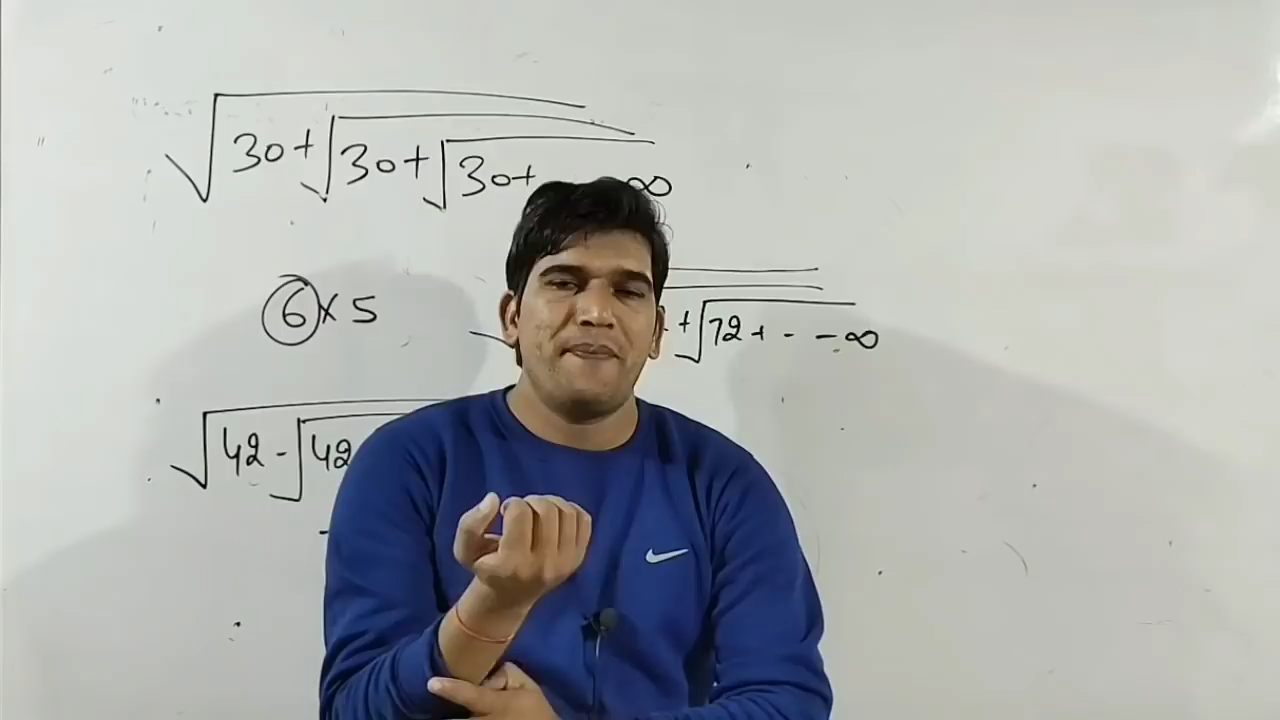 √30+√30+√30+ ∞
6×5
+√72+ - - ∞
√42-√42